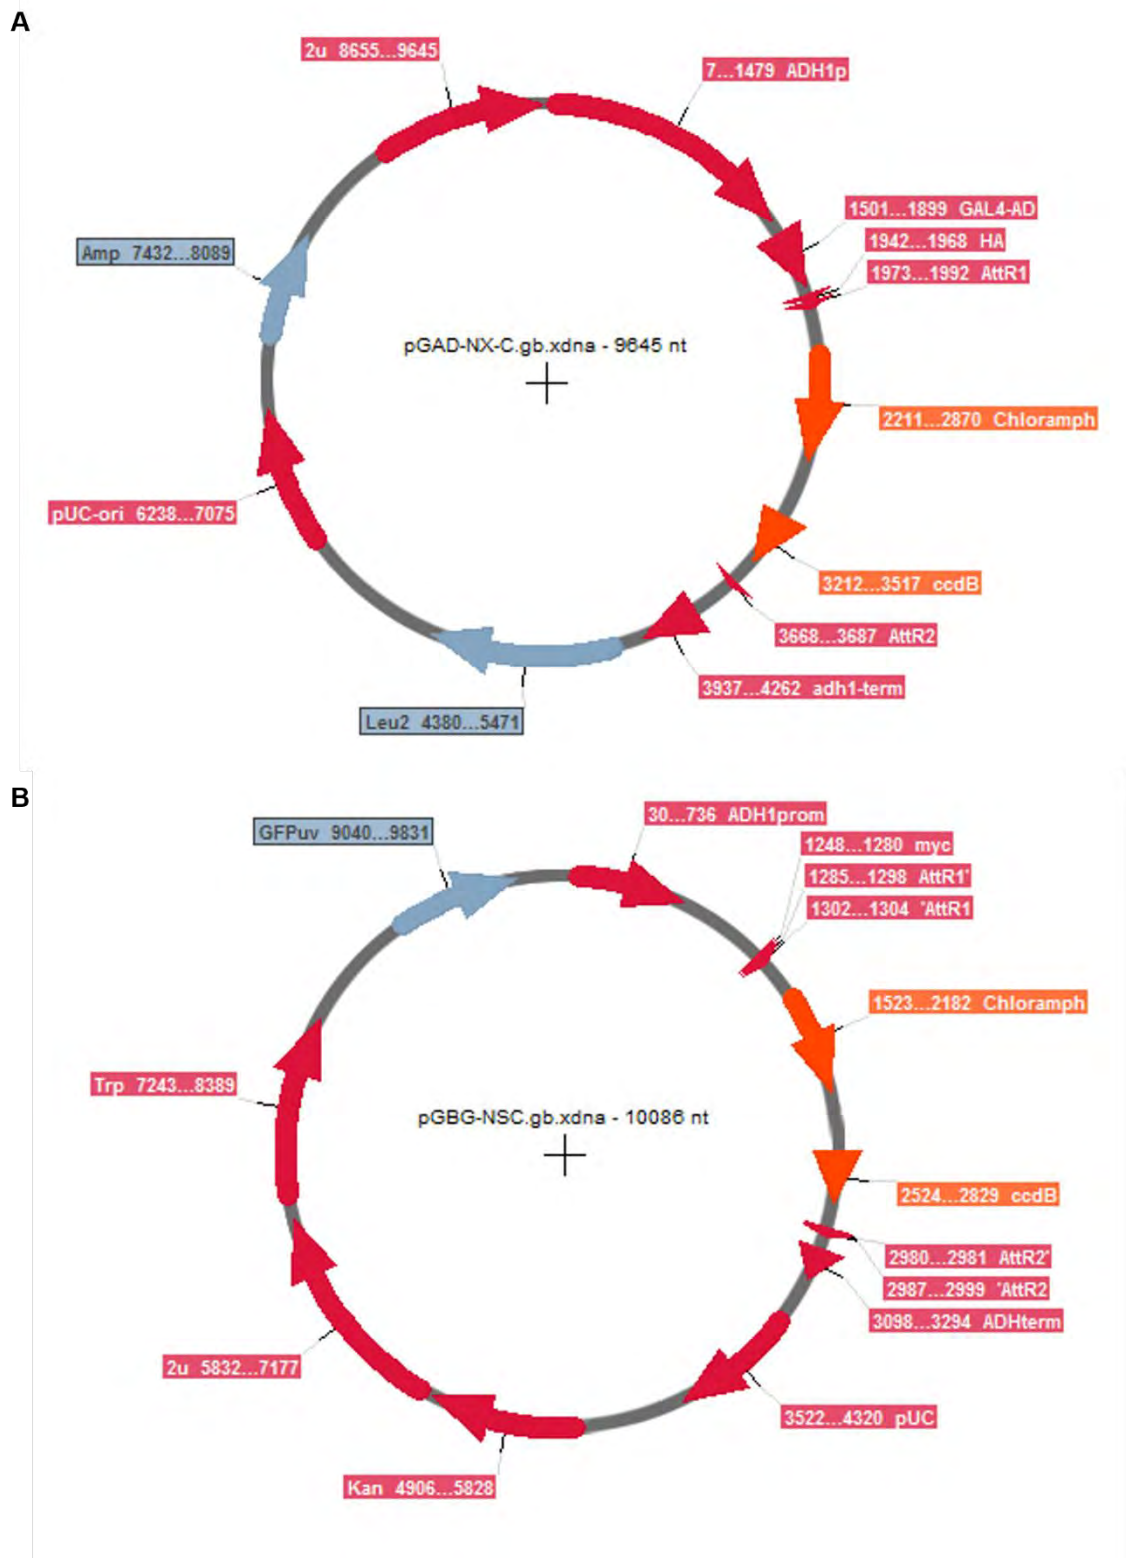 A
2u 8655...9645
7...1479 ADH1p
1501...1899 GAL4-AD
1942...1968 HA
1973...1992 AttR1
Amp 7432...8089
pGAD-NX-C.gb.xdna - 9645 nt
2211...2870 Chloramph
pUC-ori 6238...7075
3212...3517 ccdB
3668...3687 AttR2
3937...4262 adh1-term
Leu2 4380...5471
B
30...736 ADH1prom
GFPuv 9040...9831
1248...1280 myc
1285...1298 AttR1'
1302...1304 'AttR1
1523...2182 Chloramph
Trp 7243...8389
pGBG-NSC.gb.xdna - 10086 nt
2524...2829 ccdB
2980...2981 AttR2'
2987...2999 'AttR2
3098...3294 ADHterm
2u 5832...7177
3522...4320 pUC
Kan 4906...5828